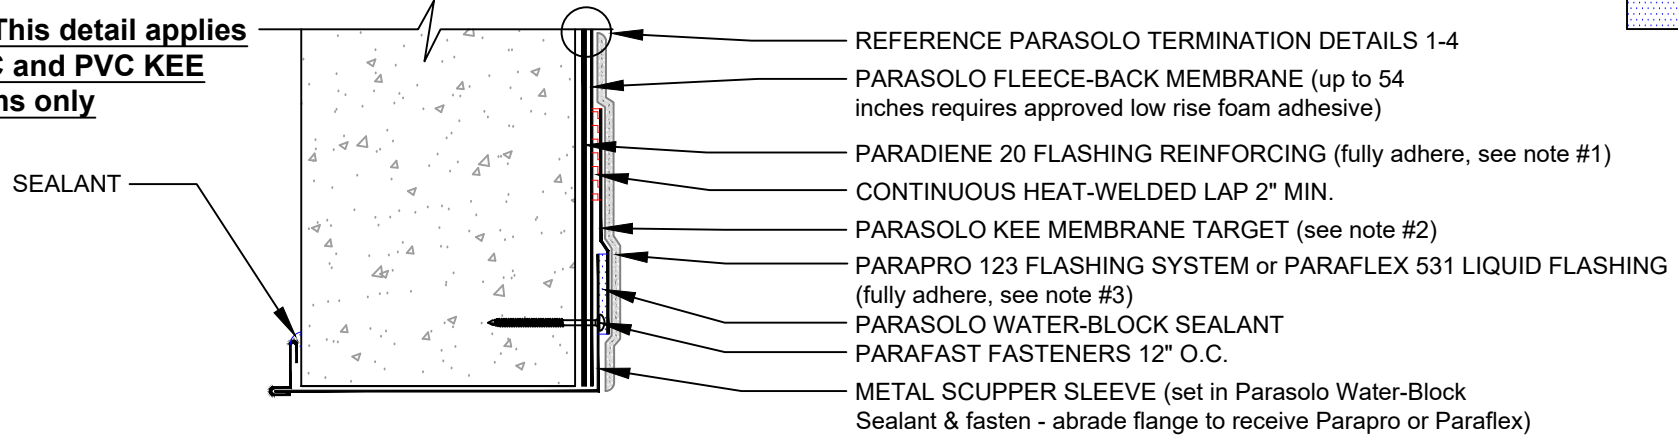 This detail applies
and PVC KEE
only
SEALANT
REFERENCE PARASOLO TERMINATION DETAILS 1-4
PARASOLO FLEECE-BACK MEMBRANE (up to 54
inches requires approved low rise foam adhesive)
PARADIENE 20 FLASHING REINFORCING (fully adhere, see note #1)
CONTINUOUS HEAT-WELDED LAP 2" MIN.
PARASOLO KEE MEMBRANE TARGET (see note #2)
PARAPRO 123 FLASHING SYSTEM or PARAFLEX 531 LIQUID FLASHING
(fully adhere, see note #3)
PARASOLO WATER-BLOCK SEALANT
PARAFAST FASTENERS 12" O.C.
METAL SCUPPER SLEEVE (set in Parasolo Water-Block
Sealant & fasten - abrade flange to receive Parapro or Paraflex)